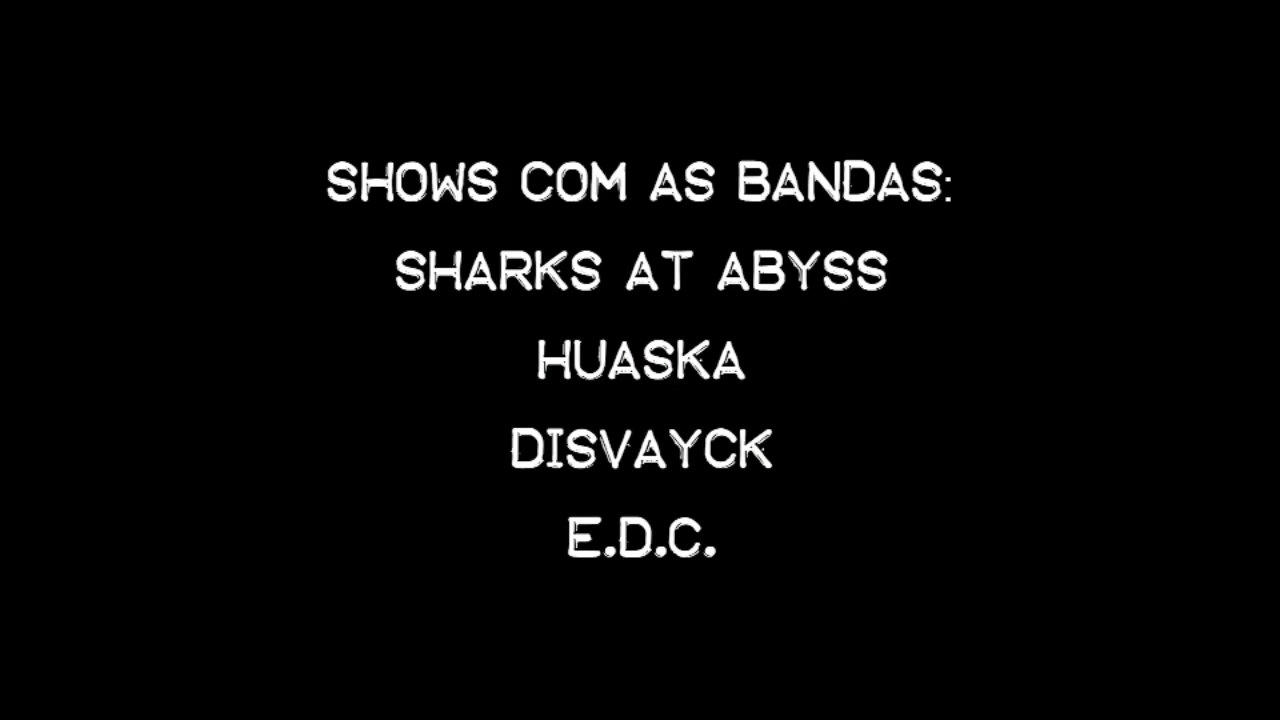 SHOWS COM AS BANDAS:
SHARKS AT ABYSS
HUASKA
DISVAYCK
E.D.C.